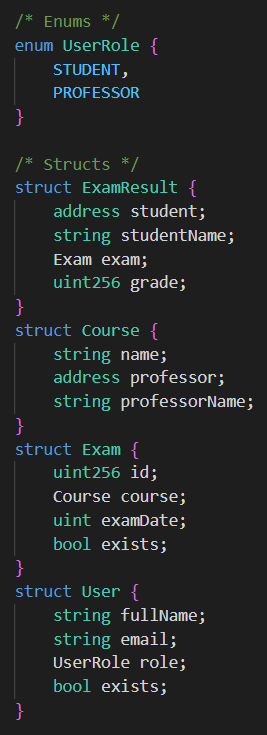 /* Enums */
enum UserRole {
    STUDENT,
    PROFESSOR
}

/* Structs */
struct ExamResult {
    address student;
    string studentName;
    Exam exam;
    uint256 grade;
}
struct Course {
    string name;
    address professor;
    string professorName;
}
struct Exam {
    uint256 id;
    Course course;
    uint examDate;
    bool exists;
}
struct User {
    string fullName;
    string email;
    UserRole role;
    bool exists;
}